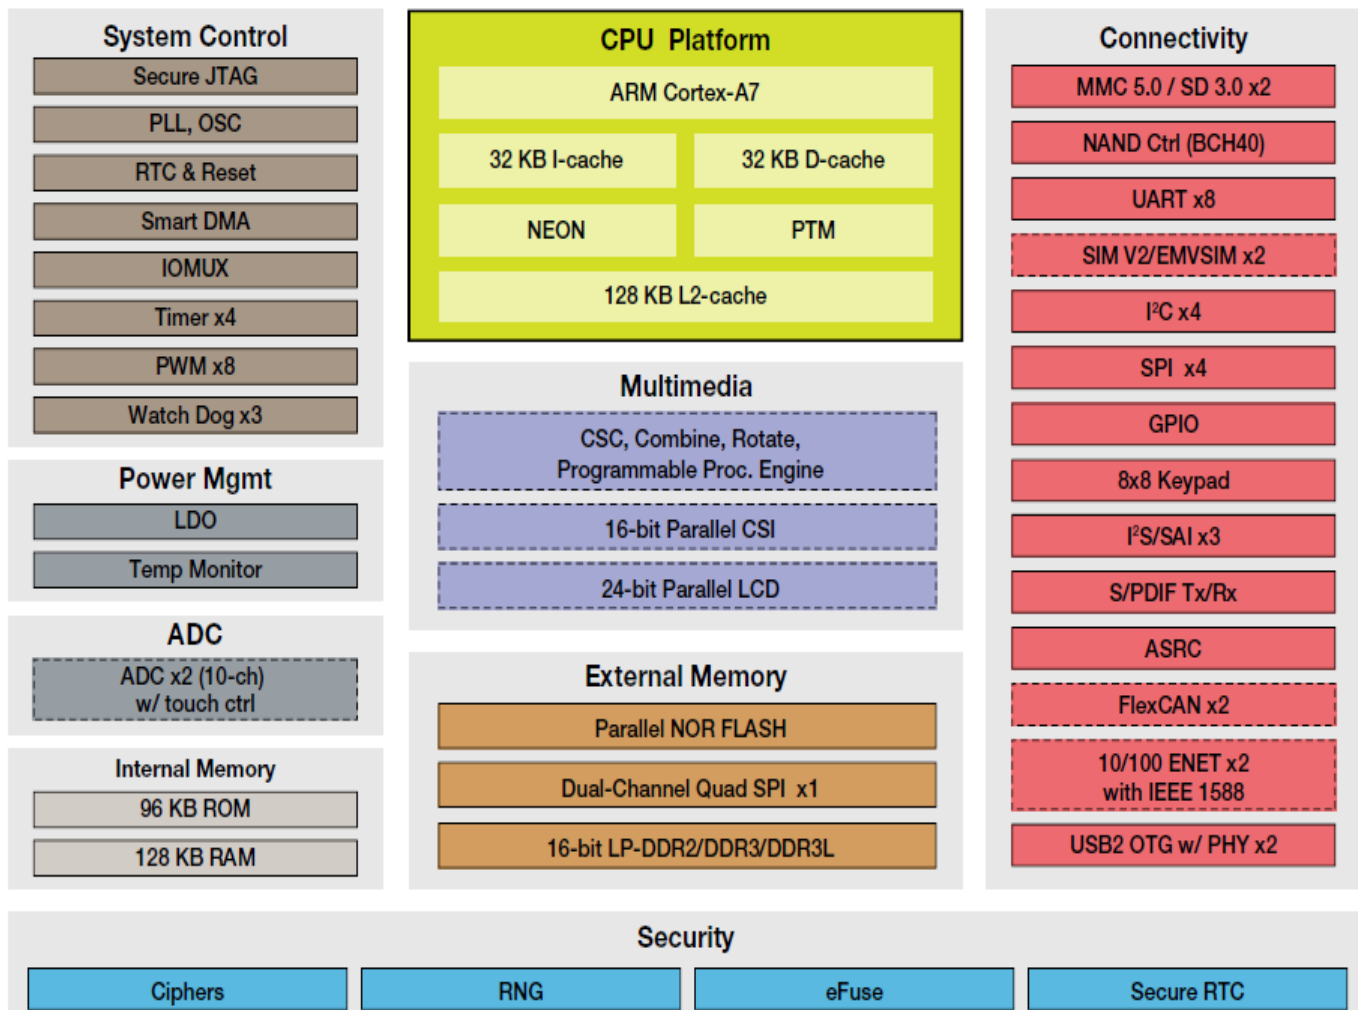 System Control
Secure JTAG
PLL, OSC
RTC & Reset
Smart DMA
IOMUX
Timer x4
PWM x8
Watch Dog x3
Power Mgmt
LDO
Temp Monitor
ADC
ADC x2 (10-ch)
w/ touch ctrl
Internal Memory
96 KB ROM
128 KB RAM
CPU Platform
ARM Cortex-A7
32 KB I-cache
32 KB D-cache
NEON
PTM
128 KB L2-cache
Multimedia
CSC, Combine, Rotate,
Programmable Proc. Engine
16-bit Parallel CSI
24-bit Parallel LCD
External Memory
Parallel NOR FLASH
Dual-Channel Quad SPI x1
16-bit LP-DDR2/DDR3/DDR3L
Connectivity
MMC 5.0 / SD 3.0 x2
NAND Ctrl (BCH40)
UART x8
SIM V2/EMVSIM x2
I²C x4
SPI x4
GPIO
8x8 Keypad
I²S/SAI x3
S/PDIF Tx/Rx
ASRC
FlexCAN x2
10/100 ENET x2
with IEEE 1588
USB2 OTG w/ PHY x2
Security
Ciphers
RNG
eFuse
Secure RTC